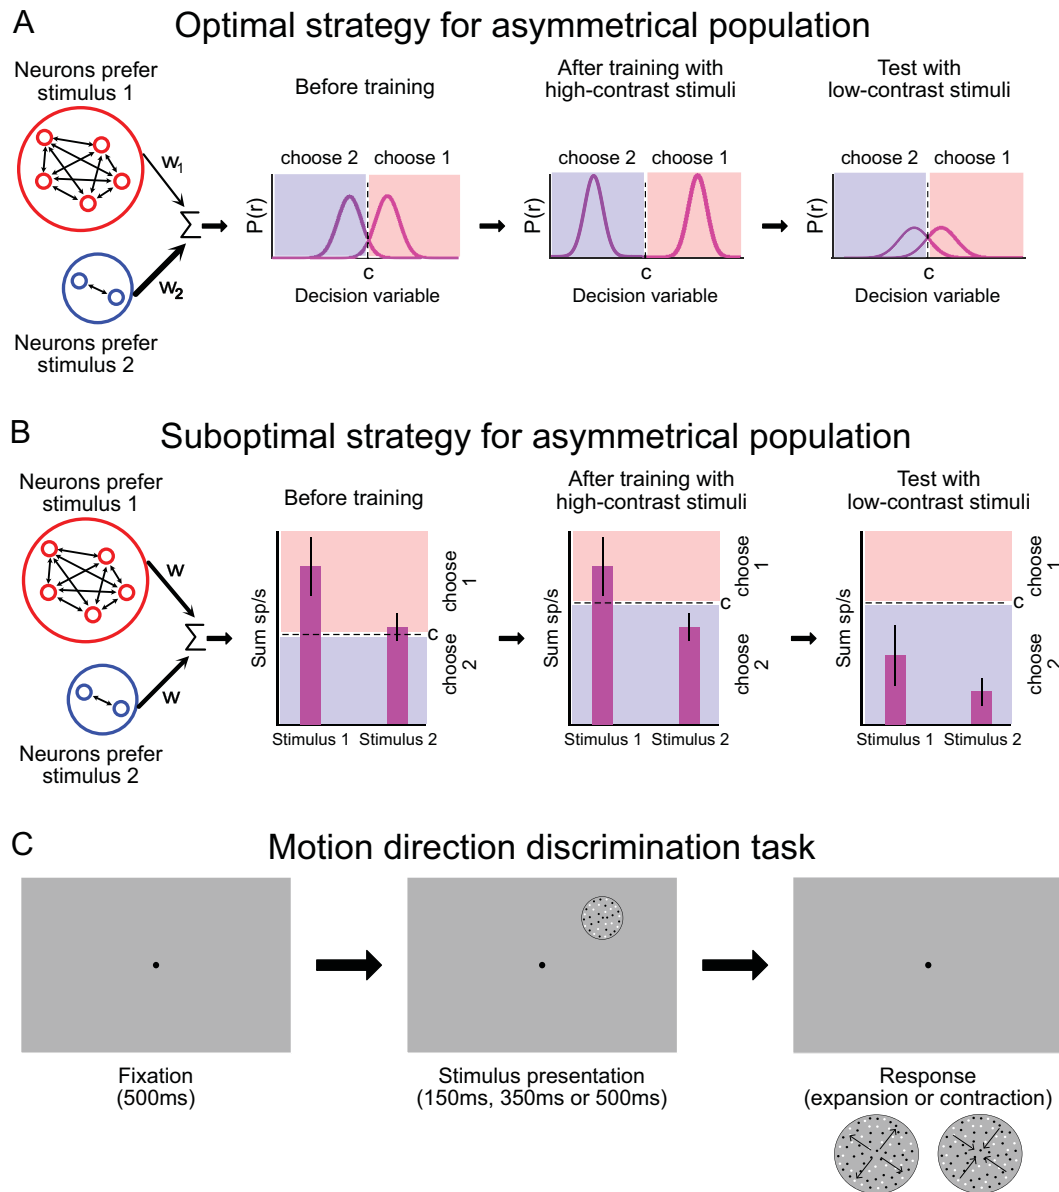 A
Optimal strategy for asymmetrical population
Neurons prefer
stimulus 1
w1
Σ
w2
Neurons prefer
stimulus 2
Before training
choose 2
choose 1
P(r)
c
Decision variable
After training with
high-contrast stimuli
choose 2
choose 1
P(r)
c
Decision variable
Test with
low-contrast stimuli
choose 2
choose 1
P(r)
c
Decision variable
B
Suboptimal strategy for asymmetrical population
Neurons prefer
stimulus 1
w
Σ
w
Neurons prefer
stimulus 2
Before training
Sum sp/s
choose
1
c
choose
2
Stimulus 1
Stimulus 2
After training with
high-contrast stimuli
Sum sp/s
choose
1
c
choose
2
Stimulus 1
Stimulus 2
Test with
low-contrast stimuli
Sum sp/s
choose
1
c
choose
2
Stimulus 1
Stimulus 2
C
Motion direction discrimination task
Fixation
(500ms)
Stimulus presentation
(150ms, 350ms or 500ms)
Response
(expansion or contraction)